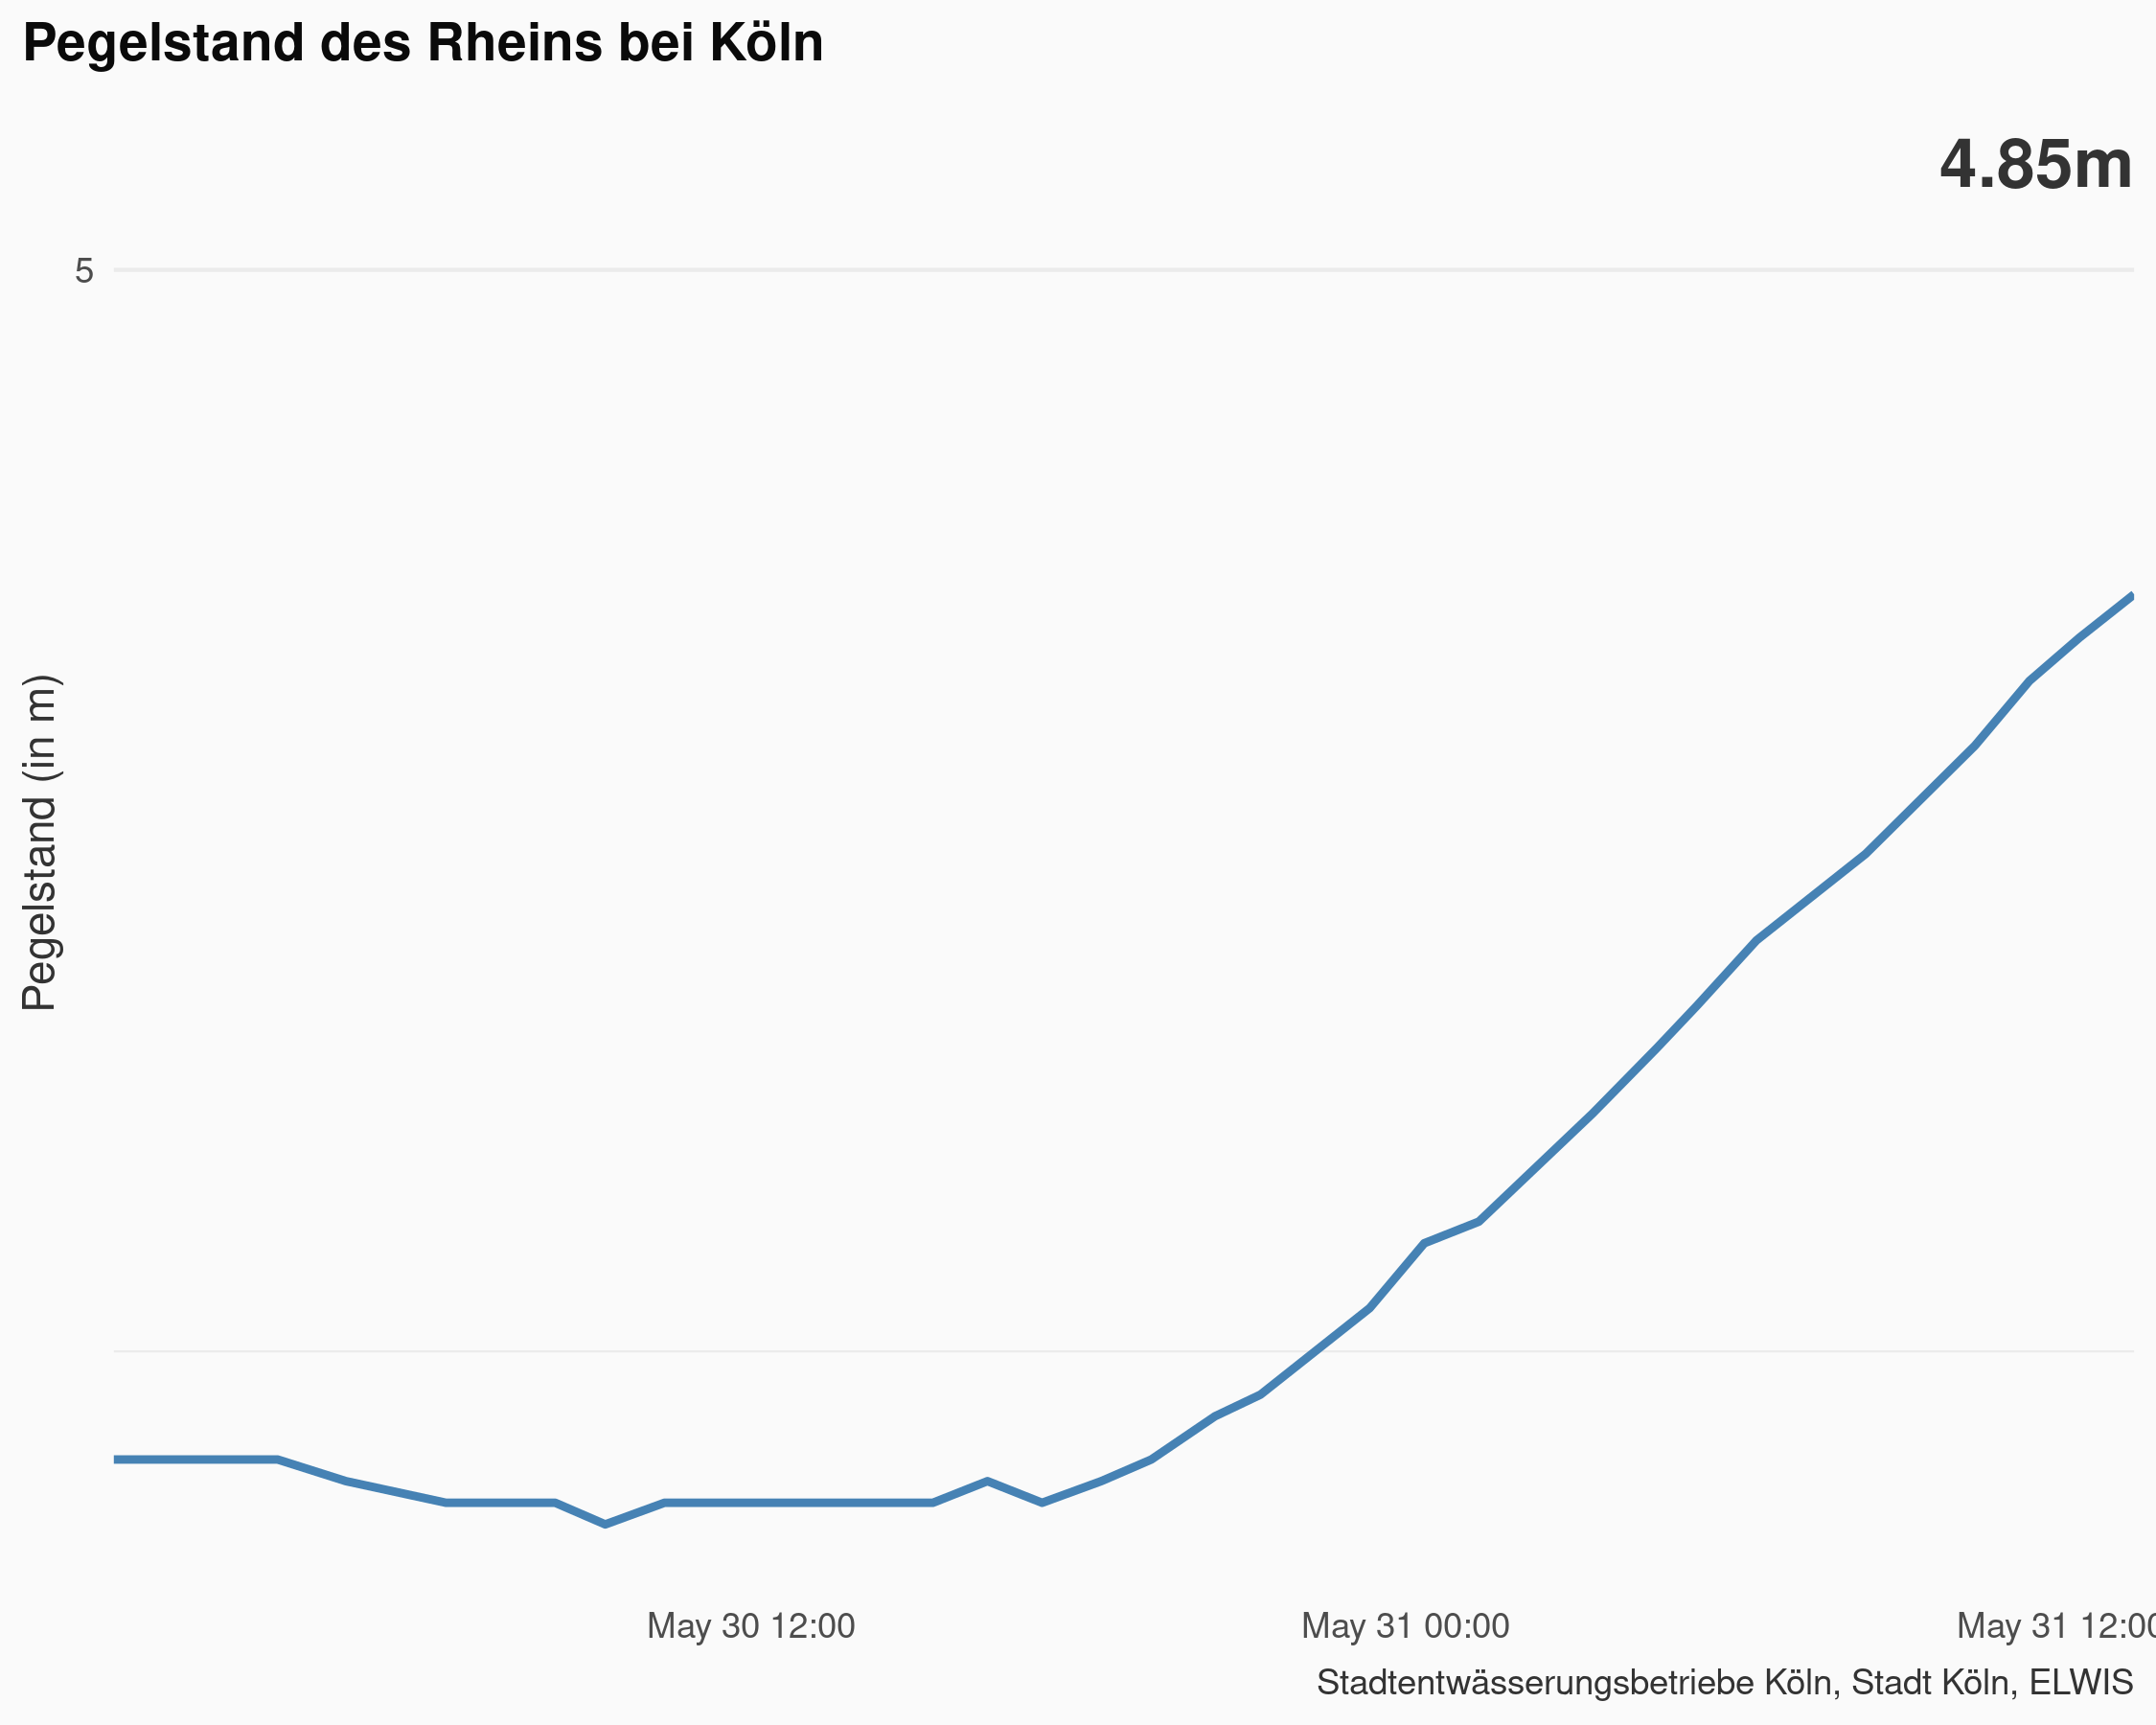 Pegelstand des Rheins bei Köln
4.85m
5
Pegelstand (in m)
May 30 12:00
May 31 00:00
May 31 12:00
Stadtentwässerungsbetriebe Köln, Stadt Köln, ELWIS